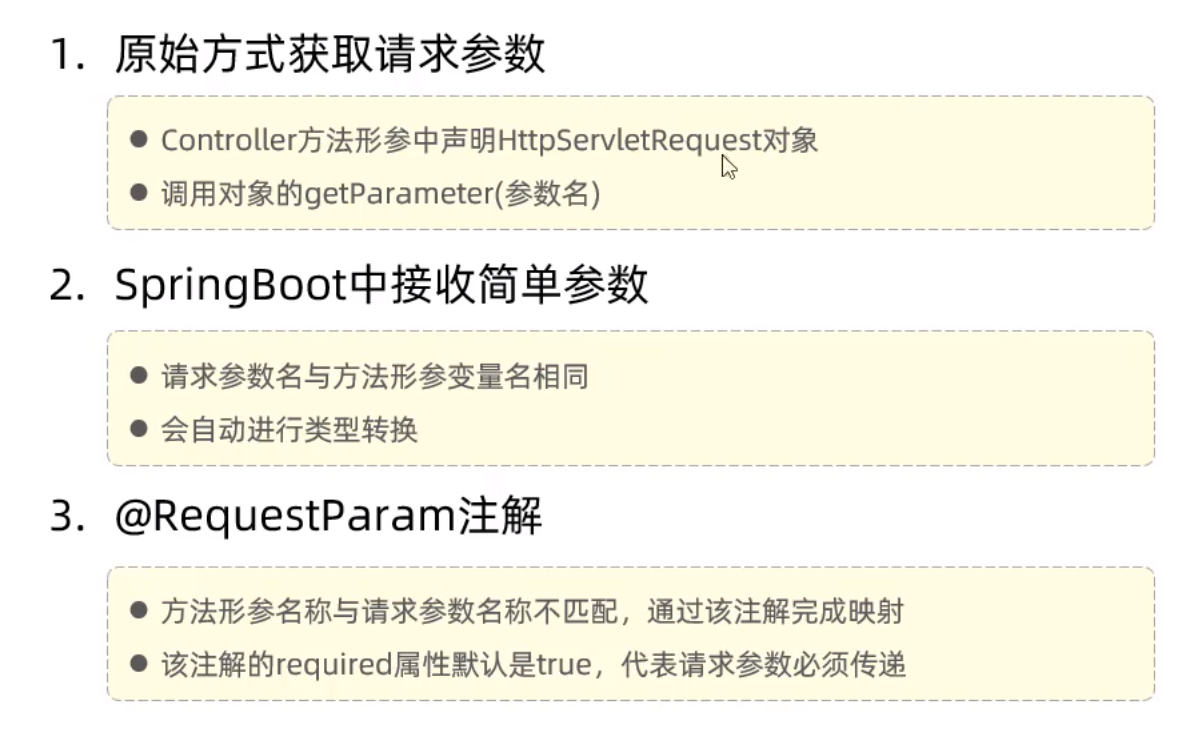 1. 原始方式获取请求参数
● Controller方法形参中声明HttpServletRequest对象
● 调用对象的getParameter(参数名)
2. SpringBoot中接收简单参数
● 请求参数名与方法形参变量名相同
● 会自动进行类型转换
3. @RequestParam注解
● 方法形参名称与请求参数名称不匹配，通过该注解完成映射
● 该注解的required属性默认是true，代表请求参数必须传递